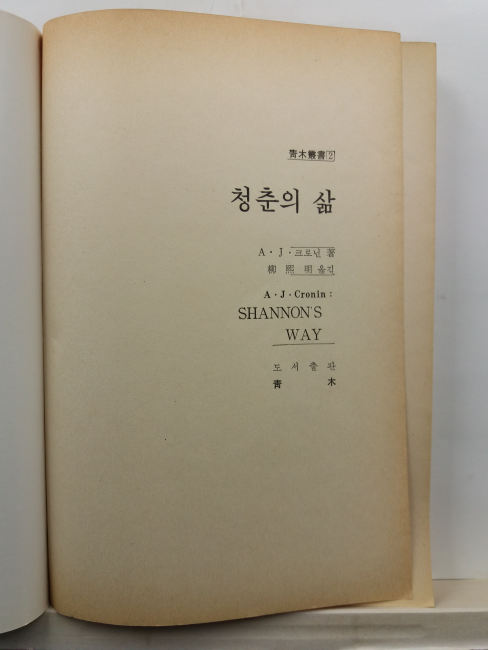 靑木叢書2
청춘의 삶
A·J·크로닌 著
柳熙明 옮김
A·J·Cronin :
SHANNON'S
WAY
도서출판
靑木